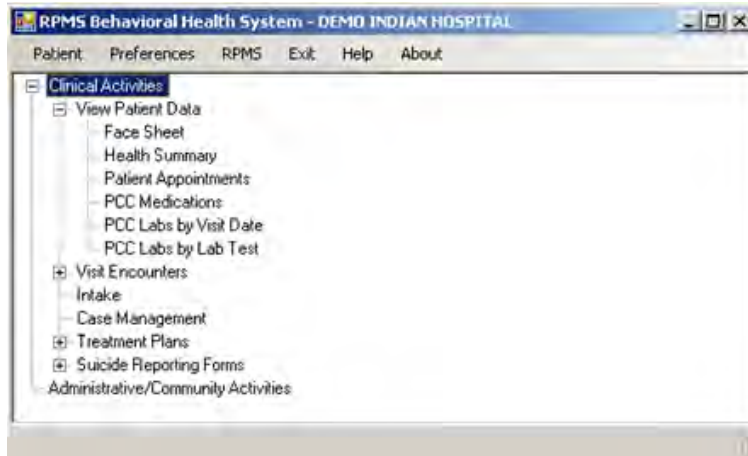 RPMS Behavioral Health System - DEMO INDIAN HOSPITAL
Patient Preferences RPMS Exit Help About
Clinical Activities
View Patient Data
Face Sheet
Health Summary
Patient Appointments
PCC Medications
PCC Labs by Visit Date
PCC Labs by Lab Test
Visit Encounters
Intake
Case Management
Treatment Plans
Suicide Reporting Forms
Administrative/Community Activities